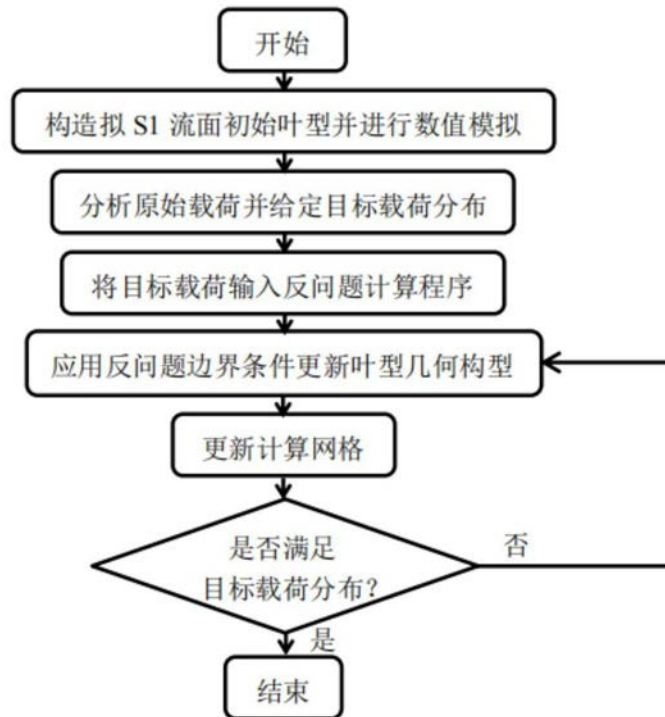 开始
构造拟 S1 流面初始叶型并进行数值模拟
分析原始载荷并给定目标载荷分布
将目标载荷输入反问题计算程序
应用反问题边界条件更新叶型几何构型
更新计算网格
是否满足
目标载荷分布?
否
是
结束